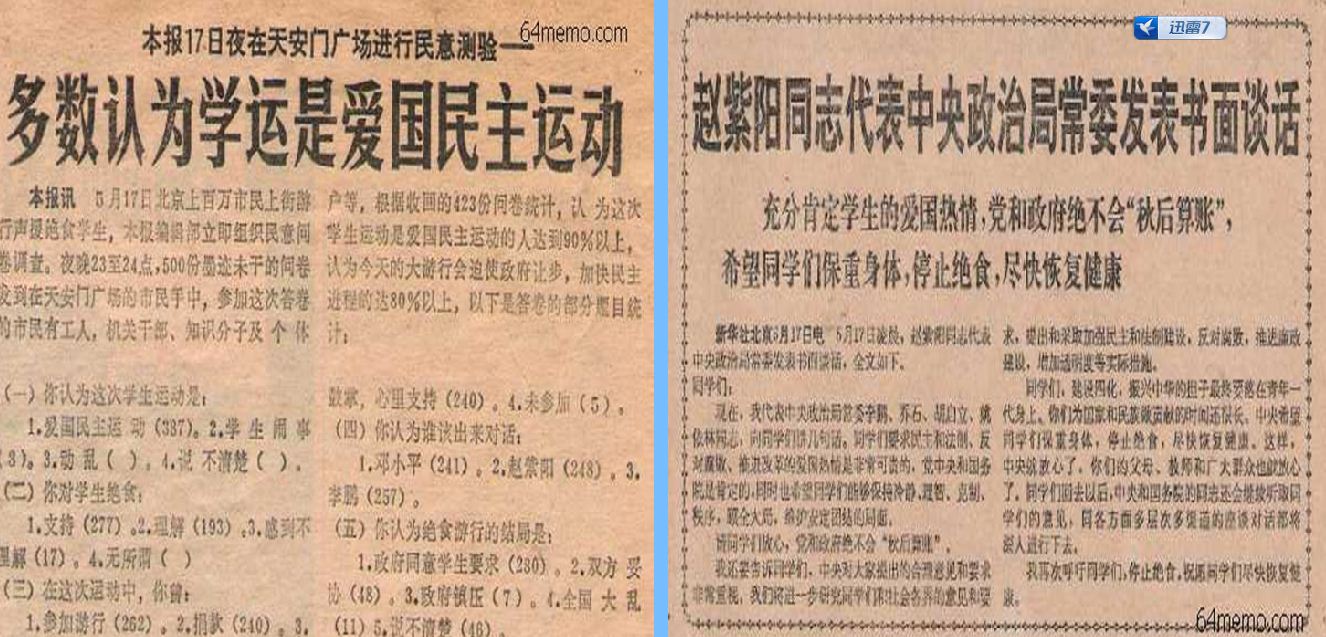 64memo.com
本报17日夜在天安门广场进行民意测验—
多数认为学运是爱国民主运动
本报讯 5月17日北京上百万市民上街游
行声援绝食学生，本报编辑部立即组织民意问
卷调查。夜晚23至24点，500份墨迹未干的问卷
发到在天安门广场的市民手中，参加这次答卷
的市民有工人，机关干部、知识分子及 个 体
户等，根据收回的423份问卷统计，认 为这次
学生运动是爱国民主运动的人达到90%以上，
认为今天的大游行会迫使政府让步，加快民主
进程的达80%以上，以下是答卷的部分题目统
计：
（一）你认为这次学生运动是：
1.爱国民主运 动（337）。2.学 生 闹 事
（3）。3.动 乱（ ）。4.说 不清楚（ ）。
（二）你对学生绝食：
1.支持（277）。2.理解（193）。3.感到不
理解（17）。4.无所谓（ ）
（三）在这次运动中，你曾：
1.参加游行（262）。2.捐款（240）。3.
心里支持（240）。4.未参加（5）。
（四）你认为谁该出来对话：
1.邓小平（241）。2.赵紫阳（248）。3.
李鹏（257）。
（五）你认为绝食游行的结局是：
1.政府同意学生要求（230）。2.双方 妥
协（48）。3.政府镇压（7）。4.全国 大 乱
（11）5.说不清楚（46）。
迅雷7
赵紫阳同志代表中央政治局常委发表书面谈话
充分肯定学生的爱国热情，党和政府绝不会“秋后算账”，
希望同学们保重身体，停止绝食，尽快恢复健康
新华社北京5月17日电 5月17日凌晨，赵紫阳同志代表
中央政治局常委发表书面谈话，全文如下。
同学们：
现在，我代表中央政治局常委李鹏、乔石、胡启立、姚
依林同志，向同学们讲几句话。同学们要求民主和法制、反
对腐败、推进改革的爱国热情是非常可贵的，党中央和国务
院是肯定的，同时也希望同学们能够保持冷静、理智、克制、
秩序，顾全大局，维护安定团结的局面。
请同学们放心，党和政府绝不会“秋后算账”。
我还要告诉同学们，中央对大家提出的合理意见和要求
非常重视，我们将进一步研究同学们和社会各界的意见和要
求，提出和采取加强民主和法制建设，反对腐败，推进廉政
建设，增加透明度等实际措施。
同学们，建设四化，振兴中华的担子最终要落在青年一
代身上。你们为国家和民族做贡献的时间还很长，中央希望
同学们保重身体，停止绝食，尽快恢复健康。这样，
中央就放心了，你们的父母、教师和广大群众也就放心
了。同学们回去以后，中央和国务院的同志还会继续听取同
学们的意见，同各方面多层次多渠道的座谈对话都将
深入进行下去。
我再次呼吁同学们，停止绝食，祝愿同学们尽快恢复健
康。
64memo.com